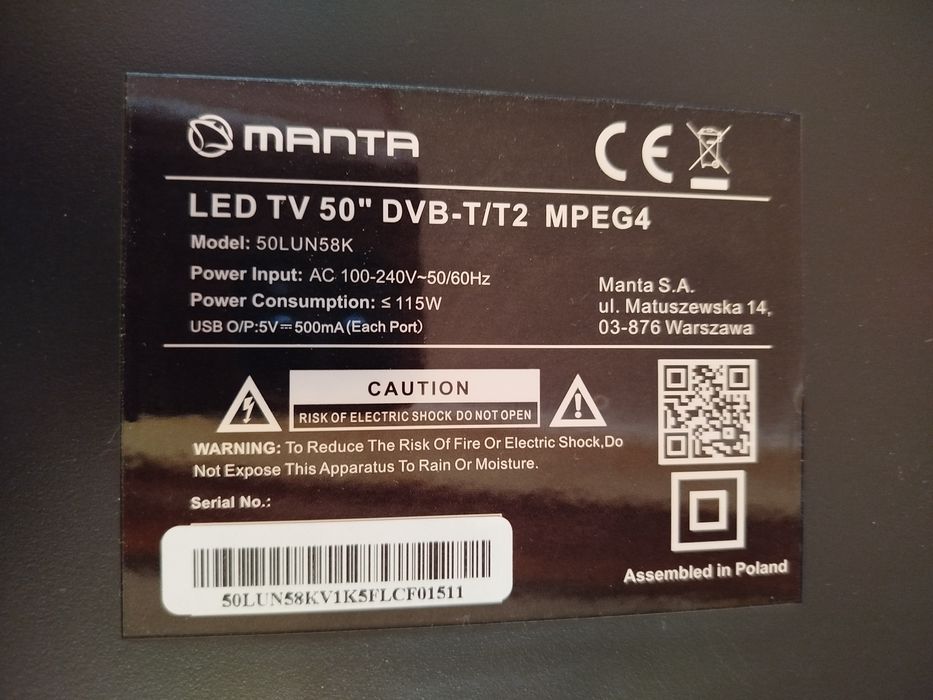 MANTA
CE
LED TV 50" DVB-T/T2 MPEG4
Model: 50LUN58K
Power Input: AC 100-240V~50/60Hz
Power Consumption: ≤ 115W
USB O/P:5V⎓500mA(Each Port)
Manta S.A.
ul. Matuszewska 14,
03-876 Warszawa
CAUTION
RISK OF ELECTRIC SHOCK DO NOT OPEN
WARNING: To Reduce The Risk Of Fire Or Electric Shock,Do
Not Expose This Apparatus To Rain Or Moisture.
Serial No.:
50LUN58KV1K5FLCF01511
Assembled in Poland